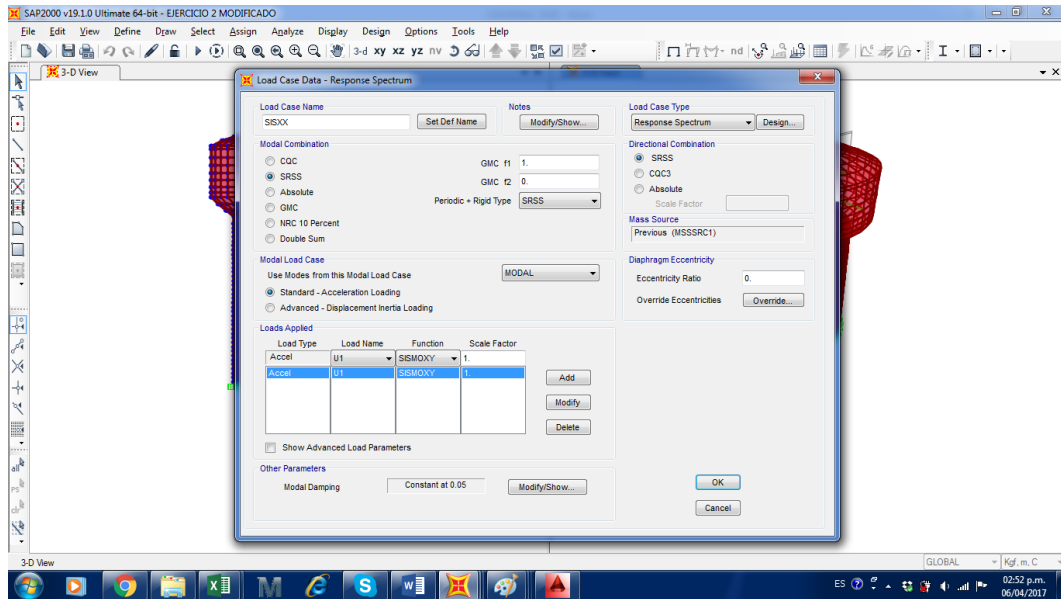 SAP2000 v19.1.0 Ultimate 64-bit - EJERCICIO 2 MODIFICADO
File Edit View Define Draw Select Assign Analyze Display Design Options Tools Help
3-d xy xz yz nv
nd
3-D View
Load Case Data - Response Spectrum
Load Case Name
SISXX
Set Def Name
Notes
Modify/Show...
Load Case Type
Response Spectrum
Design...
Modal Combination
CQC
SRSS
Absolute
GMC
NRC 10 Percent
Double Sum
GMC f1 1.
GMC f2 0.
Periodic + Rigid Type SRSS
Directional Combination
SRSS
CQC3
Absolute
Scale Factor
Mass Source
Previous (MSSSRC1)
Modal Load Case
Use Modes from this Modal Load Case MODAL
Standard - Acceleration Loading
Advanced - Displacement Inertia Loading
Diaphragm Eccentricity
Eccentricity Ratio 0.
Override Eccentricities Override...
Loads Applied
Load Type Load Name Function Scale Factor
Accel U1 SISMOXY 1.
Accel U1 SISMOXY 1.
Add
Modify
Delete
Show Advanced Load Parameters
Other Parameters
Modal Damping Constant at 0.05 Modify/Show...
OK
Cancel
all
ps
clr
3-D View
GLOBAL Kgf, m, C
ES 02:52 p.m.
06/04/2017